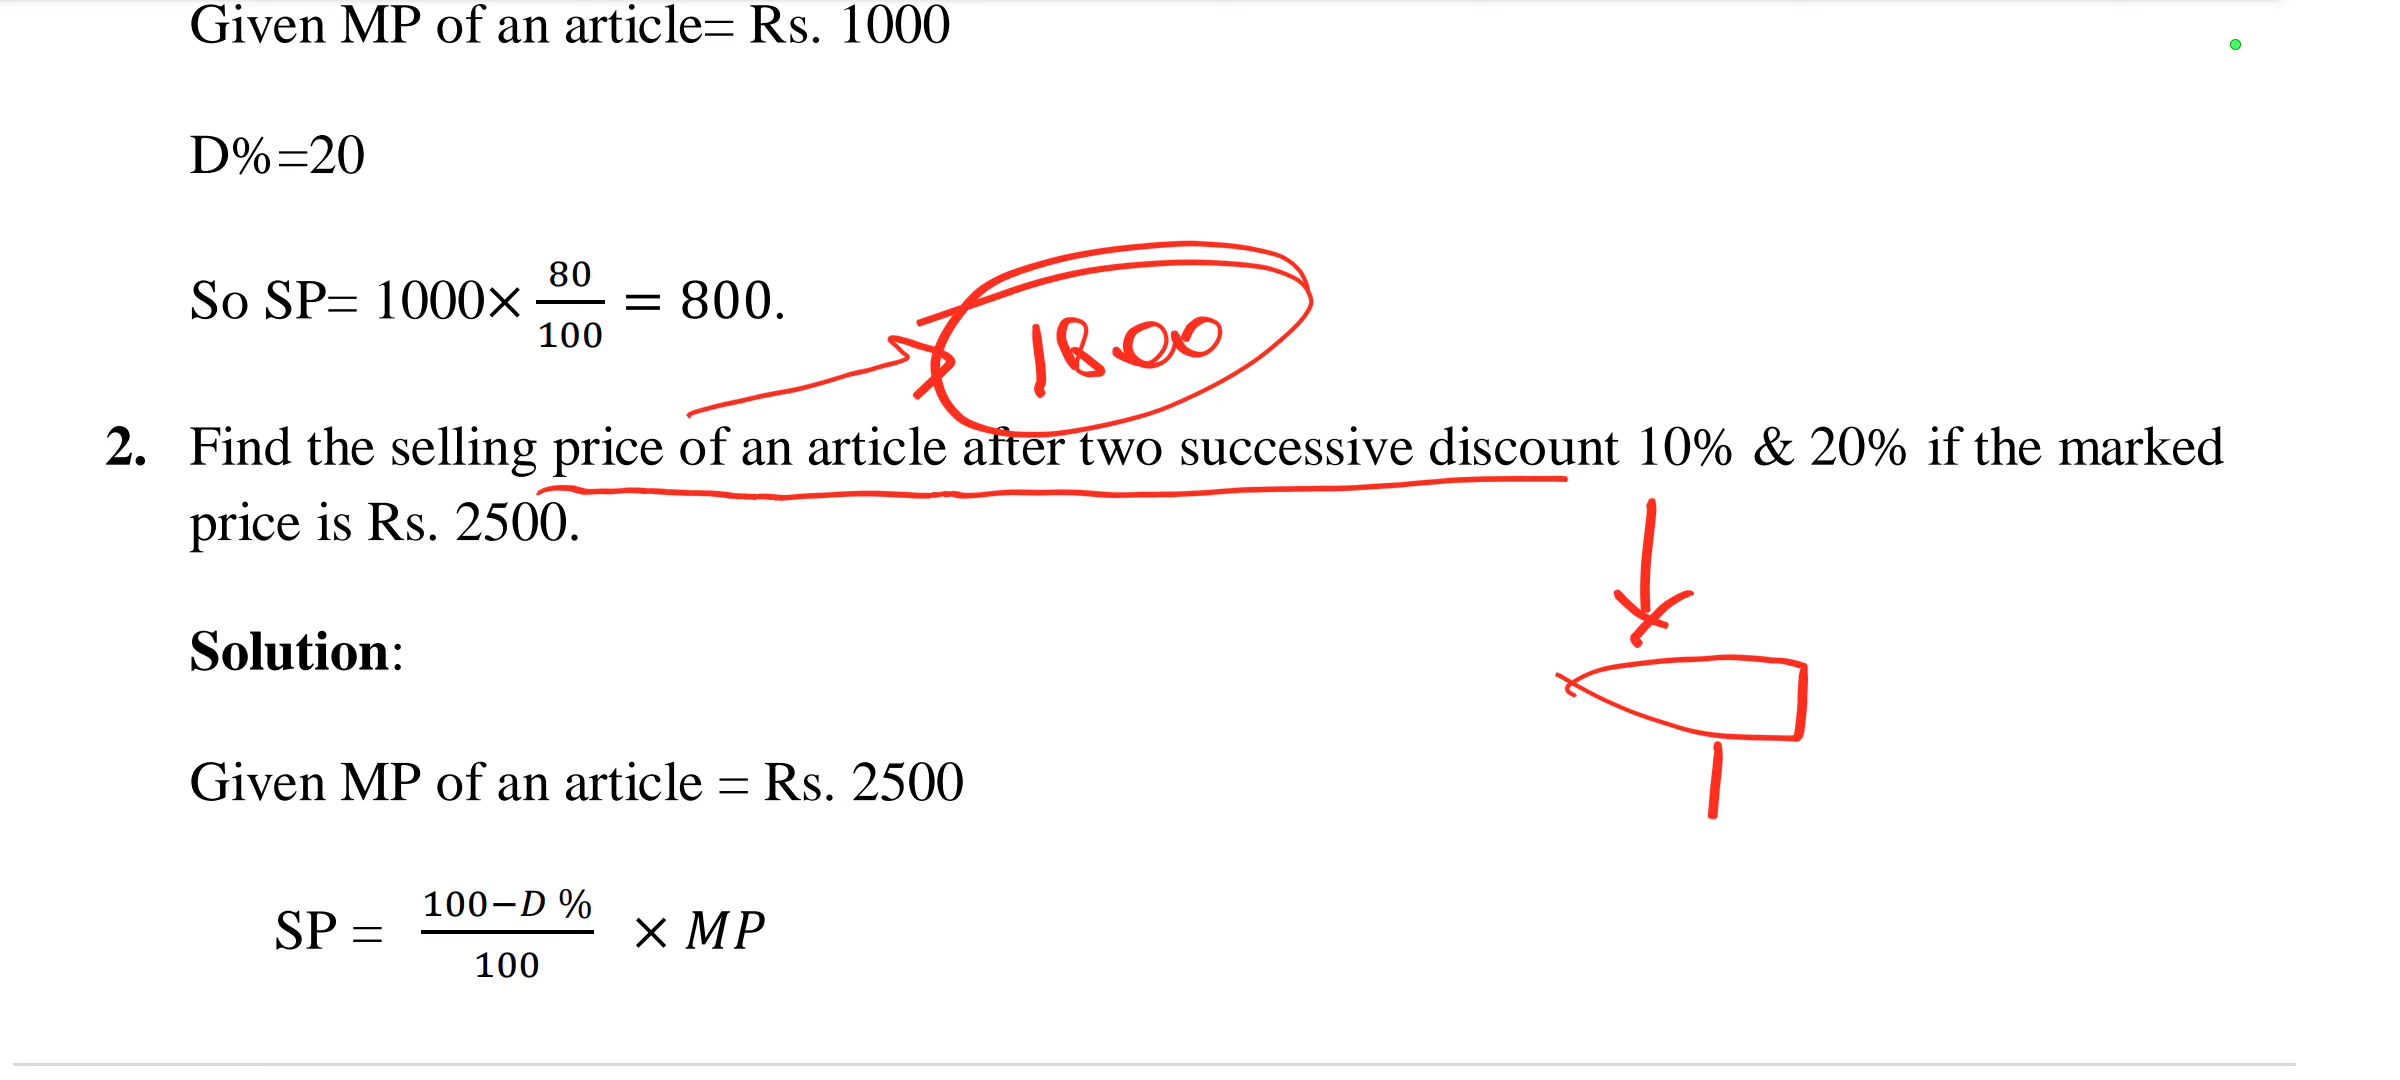 Given MP of an article= Rs. 1000
D%=20
So SP= 1000× 80/100 = 800.
1800
2. Find the selling price of an article after two successive discount 10% & 20% if the marked
price is Rs. 2500.
Solution:
Given MP of an article = Rs. 2500
SP = 100−D %/100 × MP